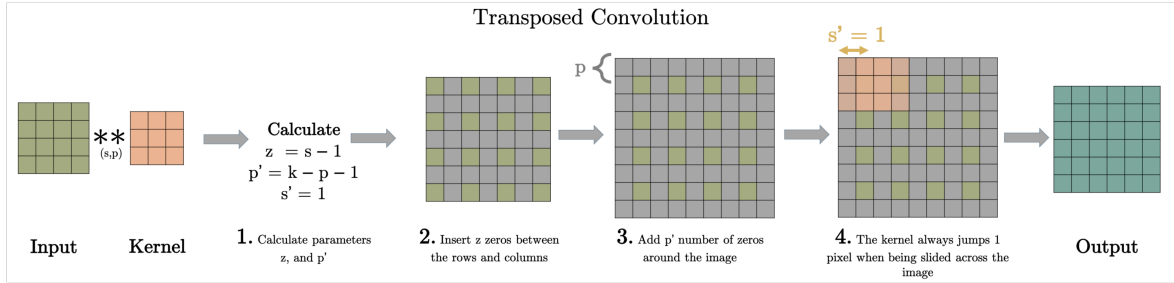 Transposed Convolution
s' = 1
p
**
(s,p)
Calculate
z = s − 1
p' = k − p − 1
s' = 1
Input
Kernel
1. Calculate parameters
z, and p'
2. Insert z zeros between
the rows and columns
3. Add p' number of zeros
around the image
4. The kernel always jumps 1
pixel when being slided across the
image
Output